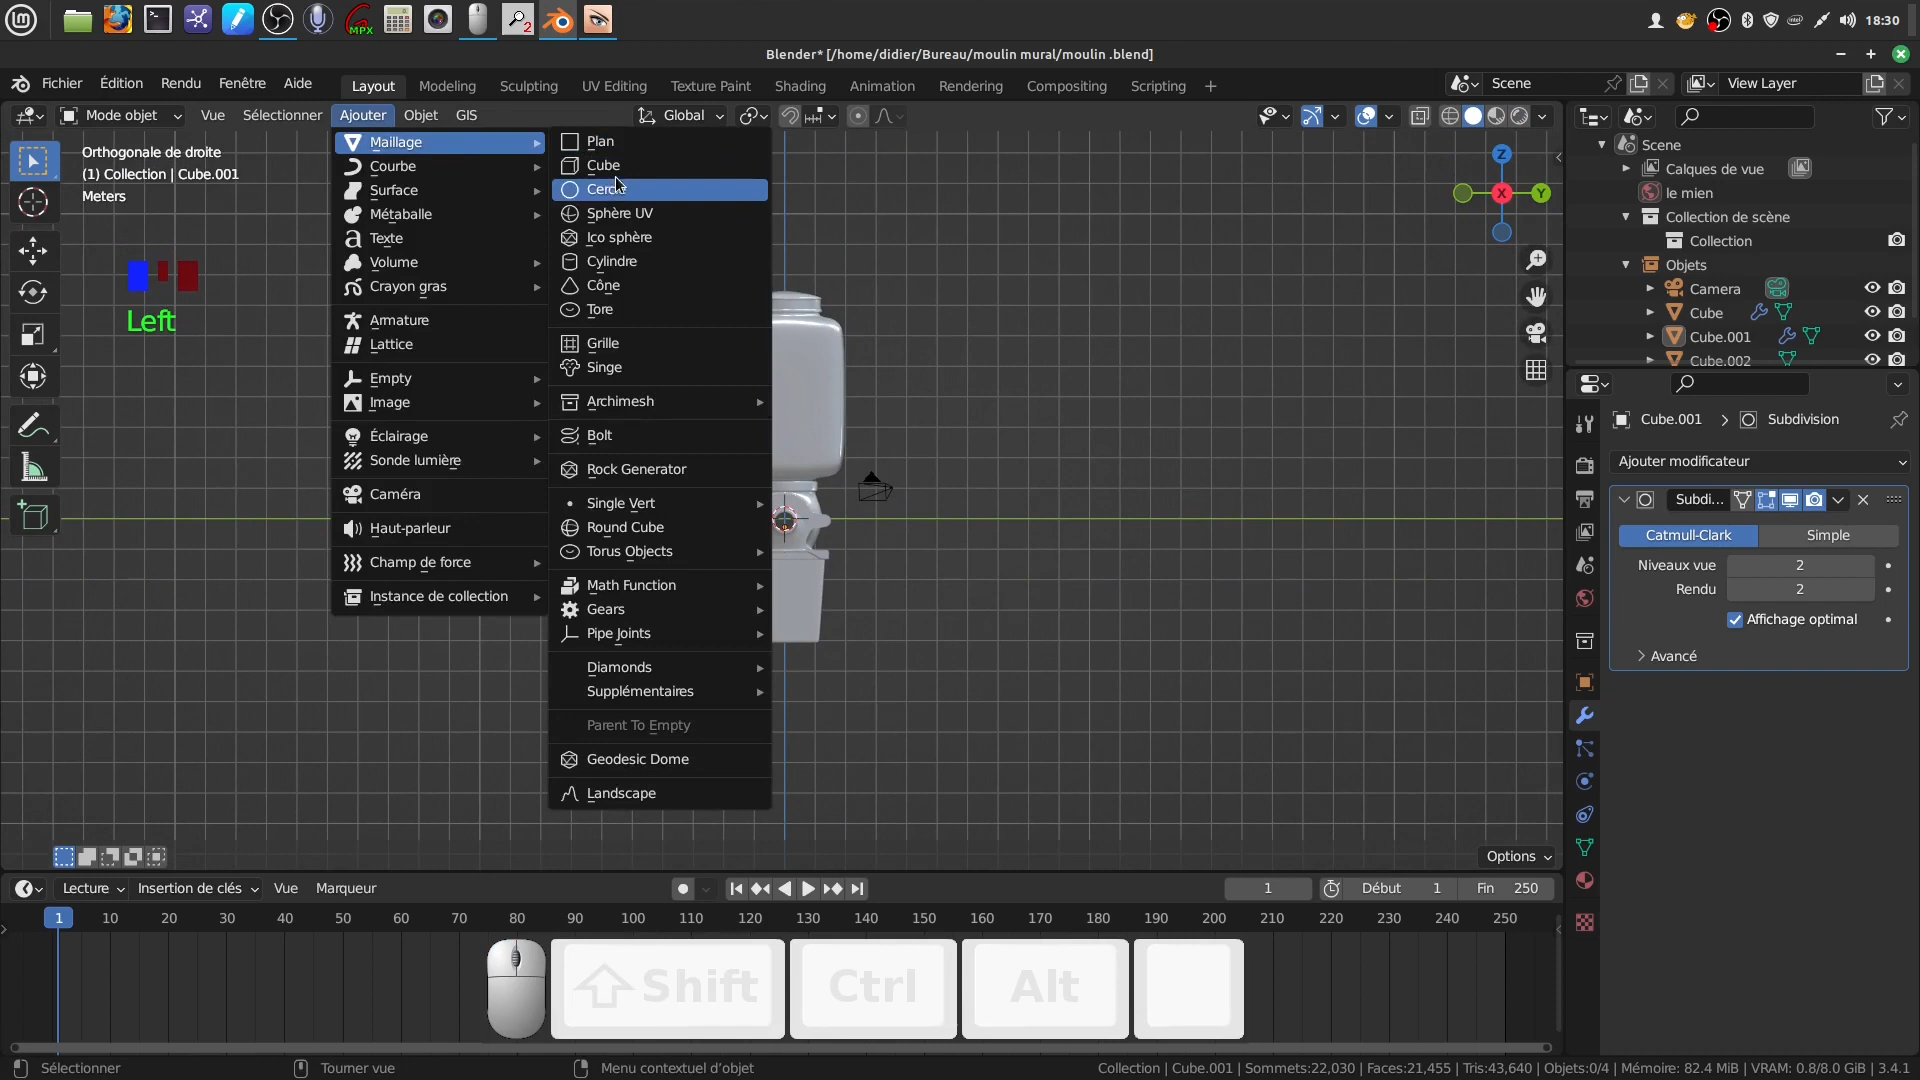 MPX
2
18:30
Blender* [/home/didier/Bureau/moulin mural/moulin .blend]
Fichier Édition Rendu Fenêtre Aide Layout Modeling Sculpting UV Editing Texture Paint Shading Animation Rendering Compositing Scripting + Scene View Layer
Mode objet Vue Sélectionner Ajouter Objet GIS Global
Orthogonale de droite
(1) Collection | Cube.001
Meters
Left
Maillage
Courbe
Surface
Métaballe
Texte
Volume
Crayon gras
Armature
Lattice
Empty
Image
Éclairage
Sonde lumière
Caméra
Haut-parleur
Champ de force
Instance de collection
Plan
Cube
Cercle
Sphère UV
Ico sphère
Cylindre
Cône
Tore
Grille
Singe
Archimesh
Bolt
Rock Generator
Single Vert
Round Cube
Torus Objects
Math Function
Gears
Pipe Joints
Diamonds
Supplémentaires
Parent To Empty
Geodesic Dome
Landscape
Z
X
Y
Options
Scene
Calques de vue
le mien
Collection de scène
Collection
Objets
Camera
Cube
Cube.001
Cube.002
Cube.001 > Subdivision
Ajouter modificateur
Subdi...
Catmull-Clark Simple
Niveaux vue 2
Rendu 2
Affichage optimal
Avancé
Lecture Insertion de clés Vue Marqueur 1 Début 1 Fin 250
1 10 20 30 40 50 60 70 80 90 100 110 120 130 140 150 160 170 180 190 200 210 220 230 240 250
Shift Ctrl Alt
Sélectionner Tourner vue Menu contextuel d'objet Collection | Cube.001 | Sommets:22,030 | Faces:21,455 | Tris:43,640 | Objets:0/4 | Mémoire: 82.4 MiB | VRAM: 0.8/8.0 GiB | 3.4.1